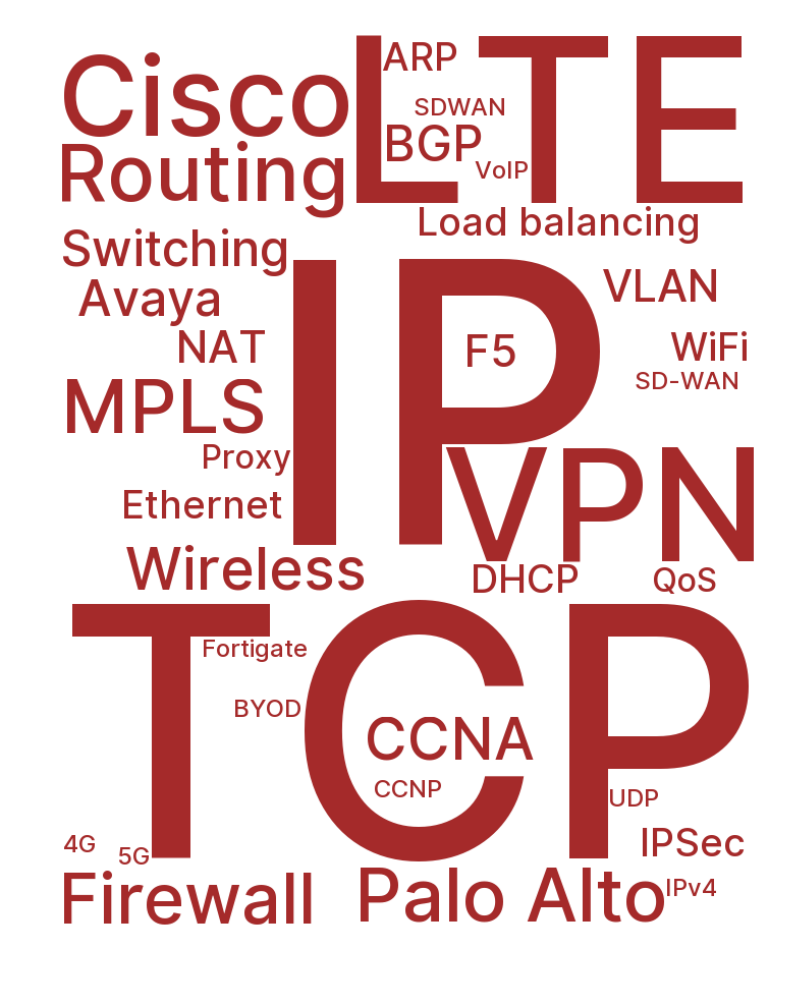 Cisco
LTE
ARP
SDWAN
BGP
VoIP
Routing
Load balancing
Switching
IP
VLAN
Avaya
NAT
F5
WiFi
SD-WAN
MPLS
Proxy
VPN
Ethernet
Wireless
DHCP
QoS
TCP
Fortigate
BYOD
CCNA
CCNP
UDP
4G
5G
IPSec
Firewall
Palo Alto
IPv4